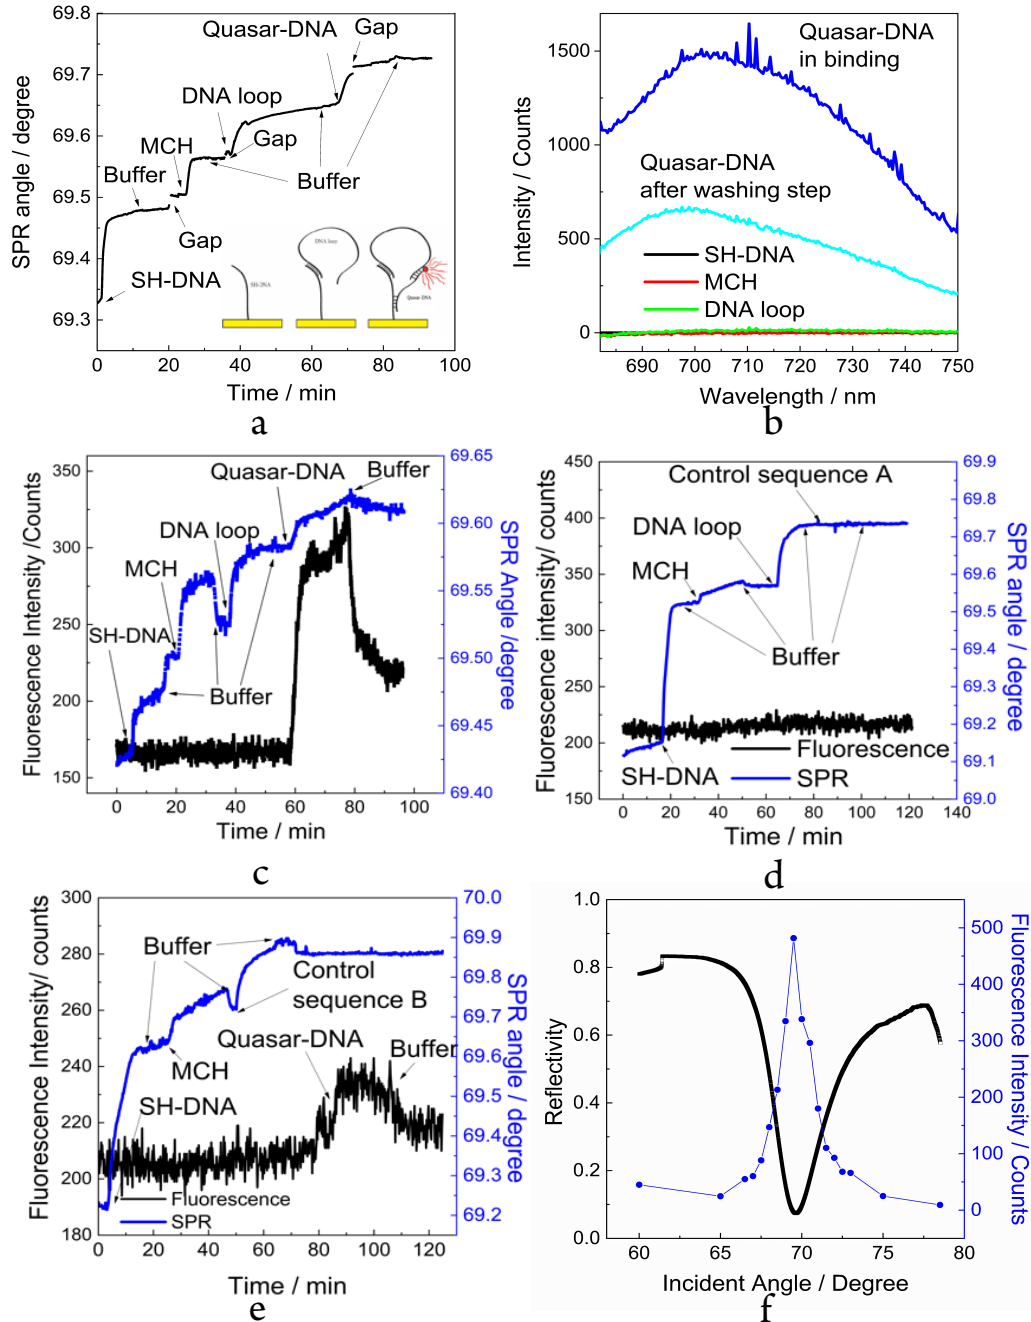 69.8
69.7
69.6
69.5
69.4
69.3
SPR angle / degree
Quasar-DNA
Gap
DNA loop
MCH
Gap
Buffer
Buffer
Gap
SH-DNA
SH-DNA
DNA loop
Quasar-DNA
0 20 40 60 80 100
Time / min
a
1500
1000
500
0
Intensity / Counts
Quasar-DNA
in binding
Quasar-DNA
after washing step
SH-DNA
MCH
DNA loop
690 700 710 720 730 740 750
Wavelength / nm
b
350
300
250
200
150
Fluorescence Intensity /Counts
Quasar-DNA
Buffer
DNA loop
MCH
SH-DNA
Buffer
69.65
69.60
69.55
69.50
69.45
69.40
SPR Angle /degree
0 20 40 60 80 100
Time / min
c
450
400
350
300
250
200
150
Fluorescence intensity/ counts
Control sequence A
DNA loop
MCH
Buffer
Fluorescence
SH-DNA
SPR
69.9
69.8
69.7
69.6
69.5
69.4
69.3
69.2
69.1
69.0
SPR angle / degree
0 20 40 60 80 100 120 140
Time / min
d
300
280
260
240
220
200
180
Fluorescence Intensity/ counts
Buffer
Control
sequence B
Quasar-DNA
Buffer
MCH
SH-DNA
Fluorescence
SPR
70.0
69.9
69.8
69.7
69.6
69.5
69.4
69.3
69.2
SPR angle / degree
0 20 40 60 80 100 120
Time / min
e
1.0
0.8
0.6
0.4
0.2
0.0
Reflectivity
500
400
300
200
100
0
Fluorescence Intensity / Counts
60 65 70 75 80
Incident Angle / Degree
f